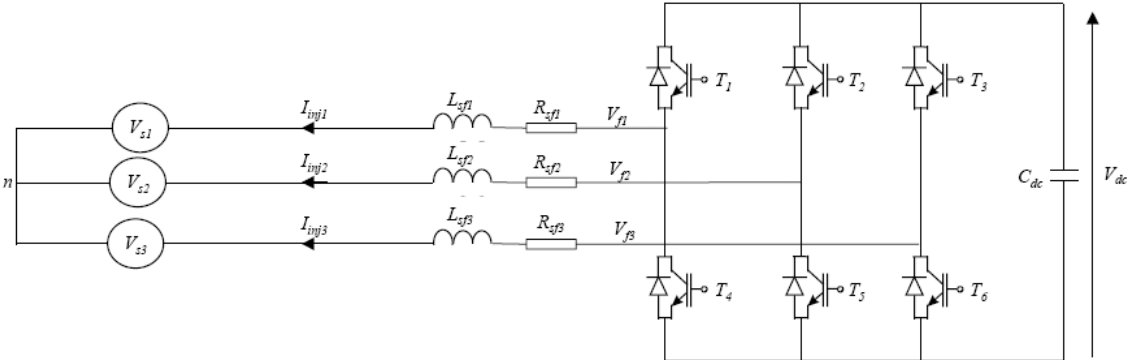 T1 T2 T3
Lsf1 Rsf1 Vf1
Iinj1
Vs1
Lsf2 Rsf2 Vf2
Iinj2
n Vs2 Cdc Vdc
Lsf3 Rsf3 Vf3
Iinj3
Vs3
T4 T5 T6